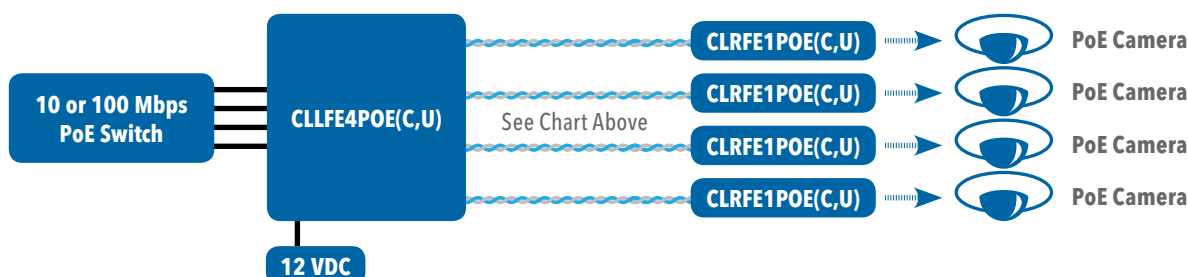 CLRFE1POE(C,U)
PoE Camera
10 or 100 Mbps
PoE Switch
CLLFE4POE(C,U)
CLRFE1POE(C,U)
PoE Camera
See Chart Above
CLRFE1POE(C,U)
PoE Camera
CLRFE1POE(C,U)
PoE Camera
12 VDC